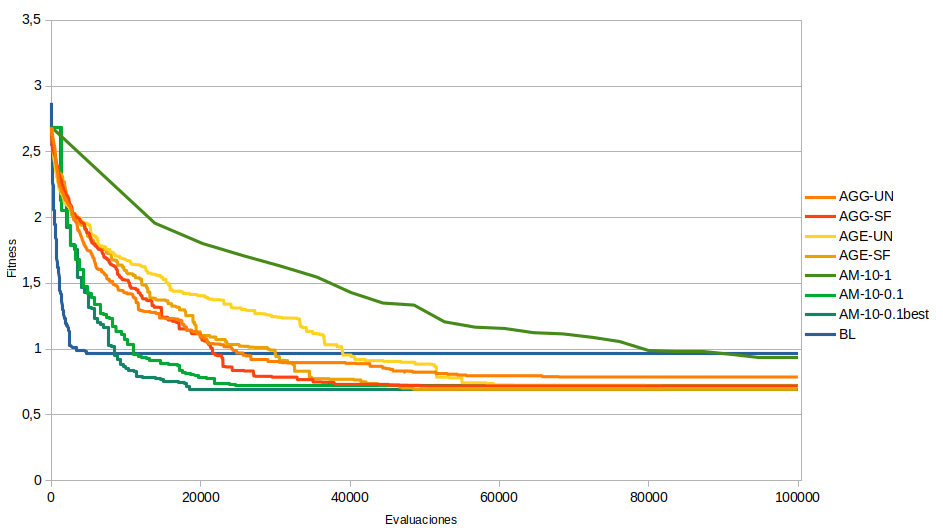 3,5
3
2,5
2
1,5
1
0,5
0
Fitness
0 20000 40000 60000 80000 100000
Evaluaciones
AGG-UN
AGG-SF
AGE-UN
AGE-SF
AM-10-1
AM-10-0.1
AM-10-0.1best
BL